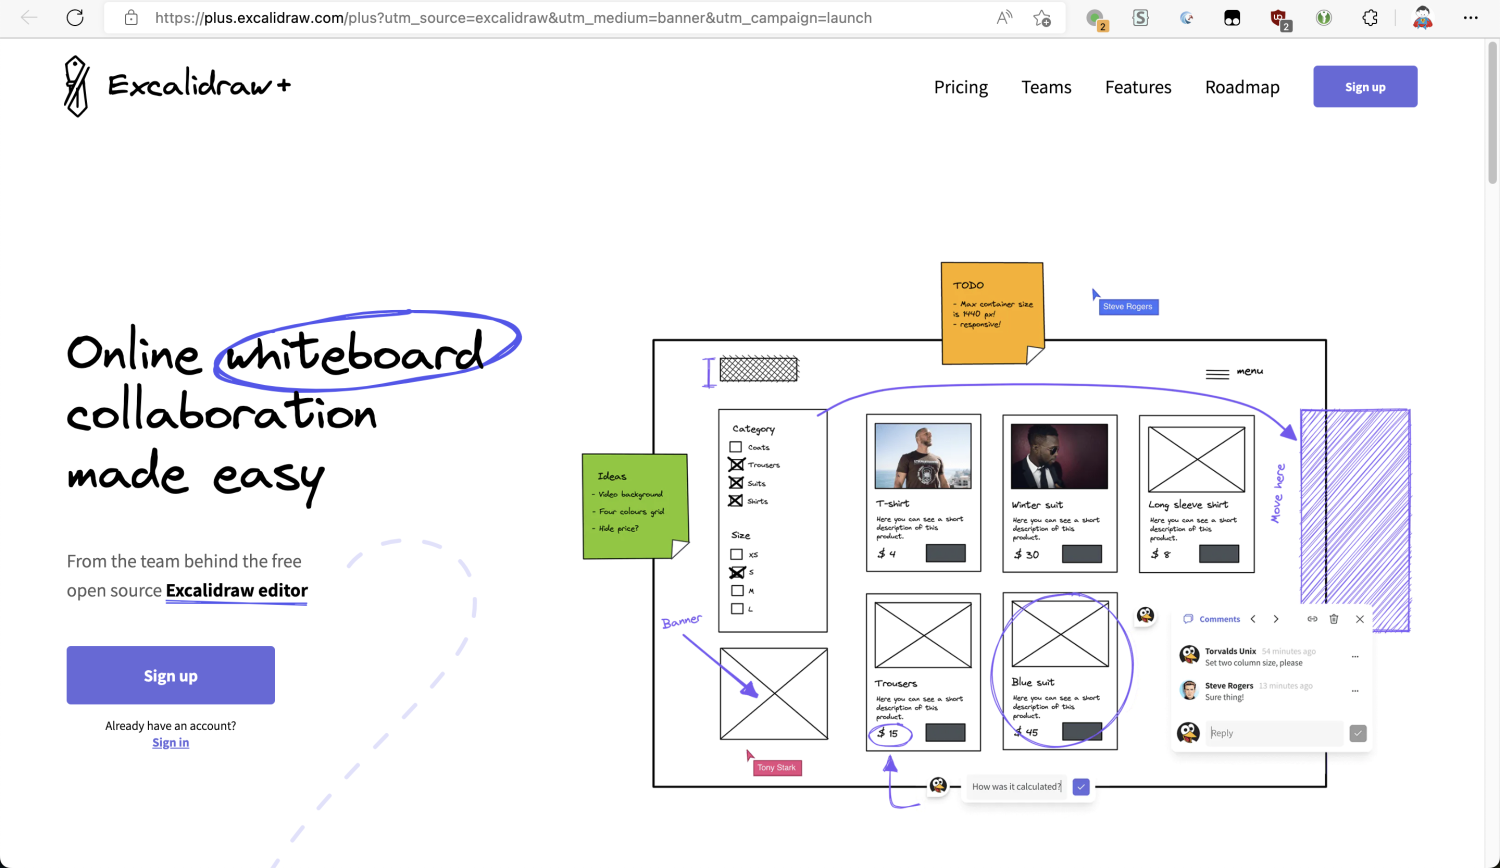 https://plus.excalidraw.com/plus?utm_source=excalidraw&utm_medium=banner&utm_campaign=launch
2
2
Excalidraw+
Pricing
Teams
Features
Roadmap
Sign up
Online whiteboard
collaboration
made easy
From the team behind the free
open source Excalidraw editor
Sign up
Already have an account?
Sign in
TODO
- Max container size
is 1440 px!
- responsive!
Steve Rogers
menu
Category
Coats
Trousers
Suits
Shirts
Size
XS
S
M
L
Ideas
- Video background
- Four colours grid
- Hide price?
Banner
Tony Stark
T-shirt
Here you can see a short
description of this
product.
$ 4
Winter suit
Here you can see a short
description of this
product.
$ 30
Long sleeve shirt
Here you can see a short
description of this
product.
$ 8
Move here
Trousers
Here you can see a short
description of this
product.
$ 15
Blue suit
Here you can see a short
description of this
product.
$ 45
Comments
Torvalds Unix 54 minutes ago
Set two column size, please
Steve Rogers 13 minutes ago
Sure thing!
Reply
How was it calculated?